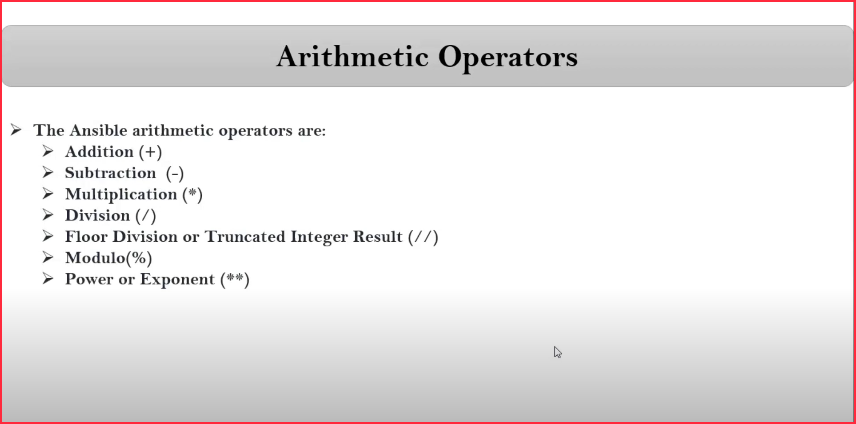 Arithmetic Operators
➢ The Ansible arithmetic operators are:
➢ Addition (+)
➢ Subtraction (-)
➢ Multiplication (*)
➢ Division (/)
➢ Floor Division or Truncated Integer Result (//)
➢ Modulo(%)
➢ Power or Exponent (**)